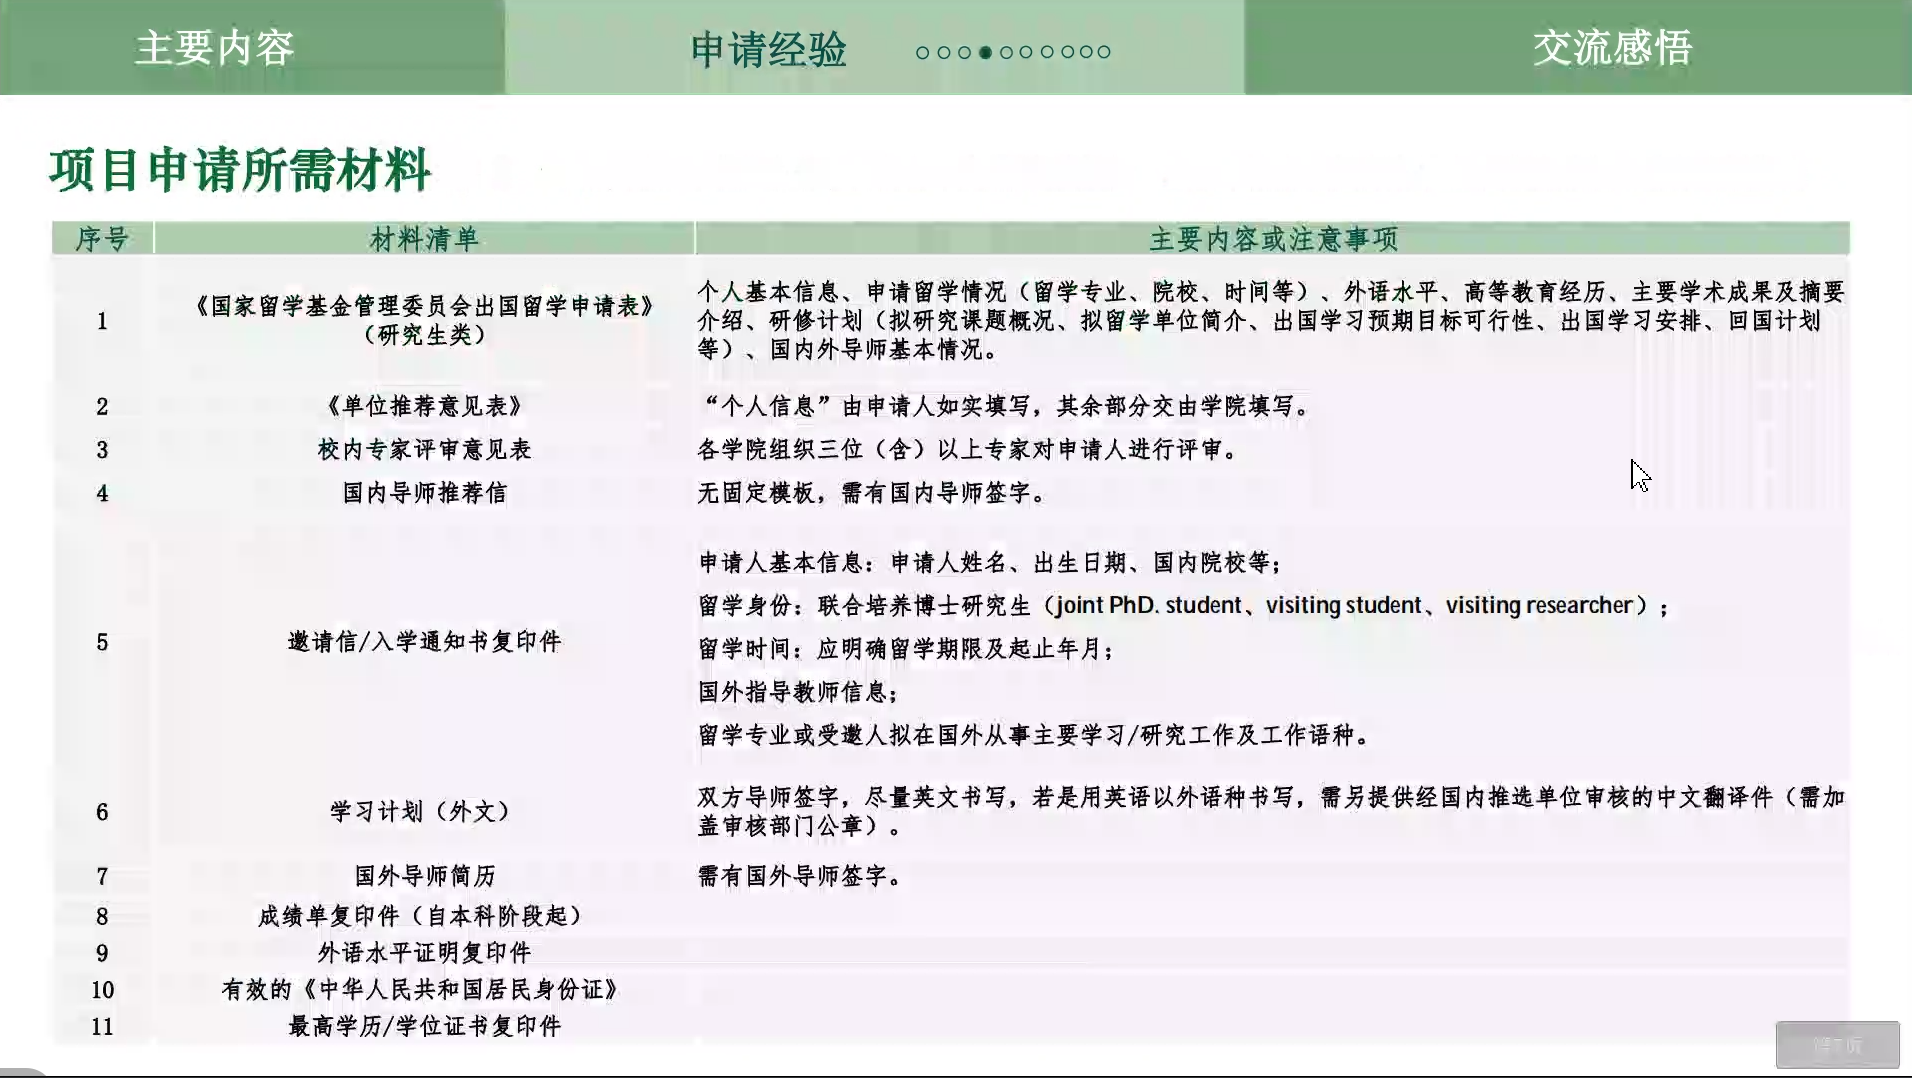 主要内容
申请经验
交流感悟
项目申请所需材料
序号 材料清单 主要内容或注意事项
1 《国家留学基金管理委员会出国留学申请表》
（研究生类）
个人基本信息、申请留学情况（留学专业、院校、时间等）、外语水平、高等教育经历、主要学术成果及摘要
介绍、研修计划（拟研究课题概况、拟留学单位简介、出国学习预期目标可行性、出国学习安排、回国计划
等）、国内外导师基本情况。
2 《单位推荐意见表》 “个人信息”由申请人如实填写，其余部分交由学院填写。
3 校内专家评审意见表 各学院组织三位（含）以上专家对申请人进行评审。
4 国内导师推荐信 无固定模板，需有国内导师签字。
5 邀请信/入学通知书复印件
申请人基本信息：申请人姓名、出生日期、国内院校等；
留学身份：联合培养博士研究生（joint PhD. student、visiting student、visiting researcher）；
留学时间：应明确留学期限及起止年月；
国外指导教师信息；
留学专业或受邀人拟在国外从事主要学习/研究工作及工作语种。
6 学习计划（外文）
双方导师签字，尽量英文书写，若是用英语以外语种书写，需另提供经国内推选单位审核的中文翻译件（需加
盖审核部门公章）。
7 国外导师简历 需有国外导师签字。
8 成绩单复印件（自本科阶段起）
9 外语水平证明复印件
10 有效的《中华人民共和国居民身份证》
11 最高学历/学位证书复印件